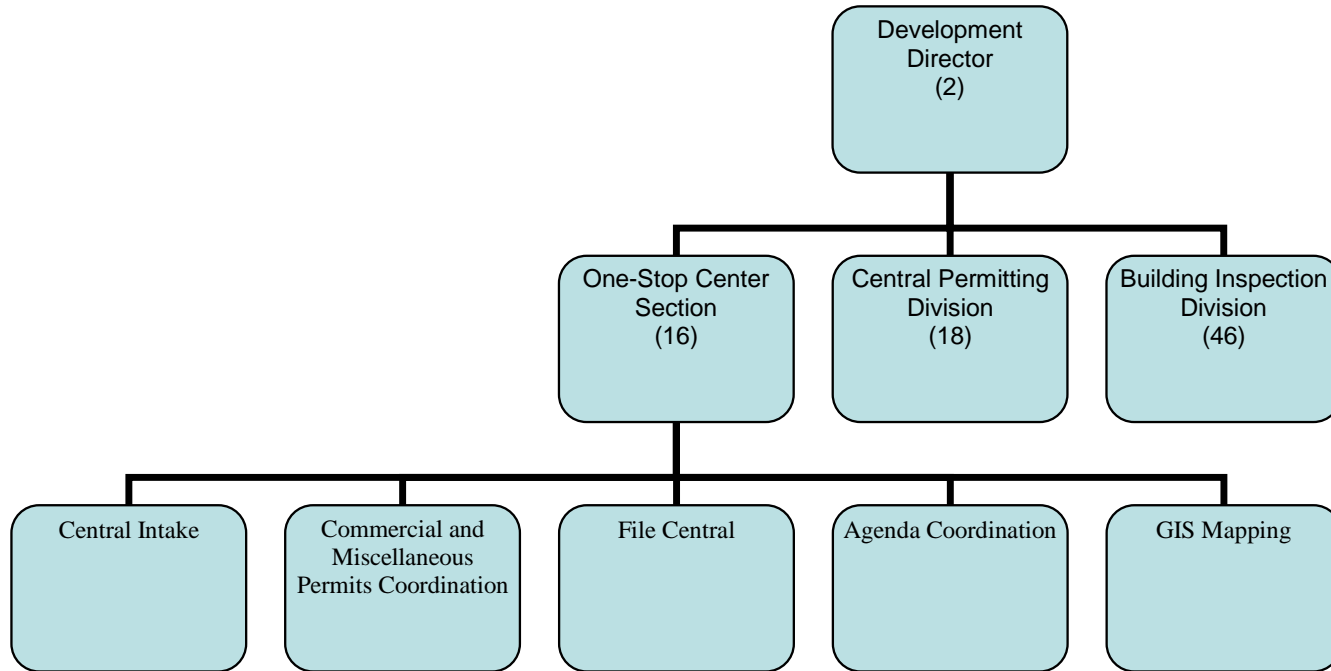 Development
Director
(2)
One-Stop Center
Section
(16)
Central Permitting
Division
(18)
Building Inspection
Division
(46)
Central Intake
Commercial and
Miscellaneous
Permits Coordination
File Central
Agenda Coordination
GIS Mapping